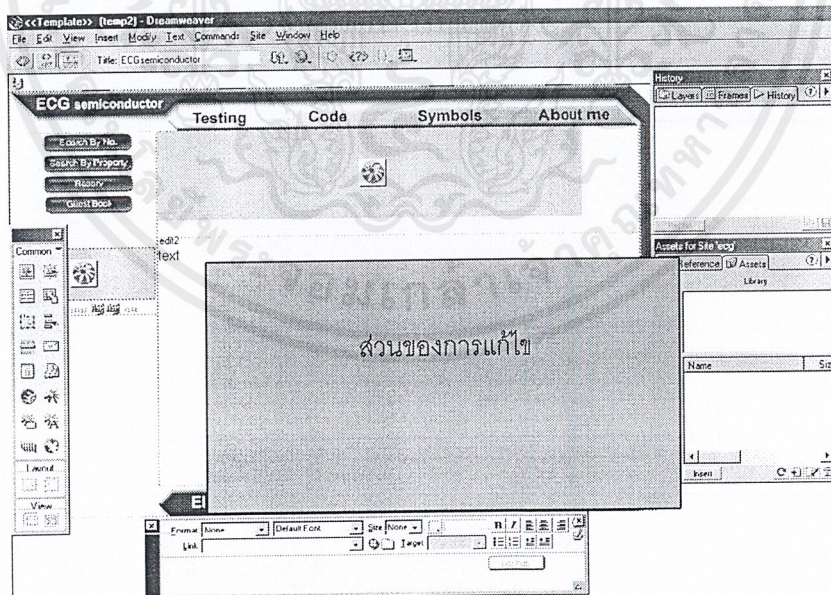 <<Template>> (temp2) - Dreamweaver
File Edit View Insert Modify Text Commands Site Window Help
Title: ECG semiconductor
ECG semiconductor
Testing Code Symbols About me
Search By No.
Search By Property
History
Layers Frames History
Guest Book
Common
edit2
text
Assets for Site 'ecg'
Reference Assets
Library
ส่วนของการแก้ไข
Name Siz
Layout
View
Insert
Format None Default Font Size None B I
Link Target